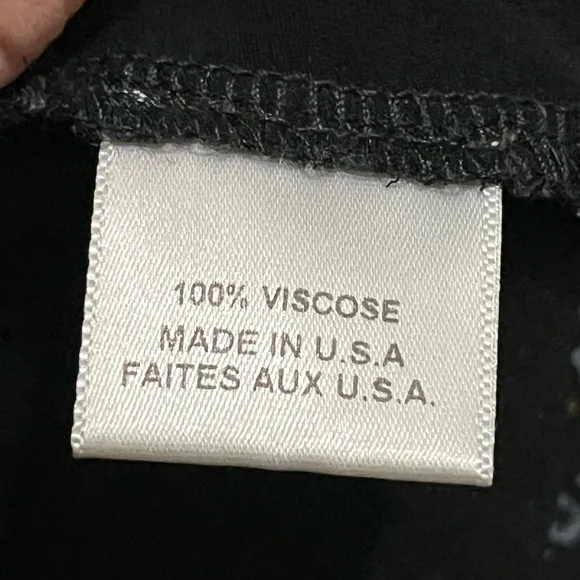 100% VISCOSE
MADE IN U.S.A
FAITES AUX U.S.A.